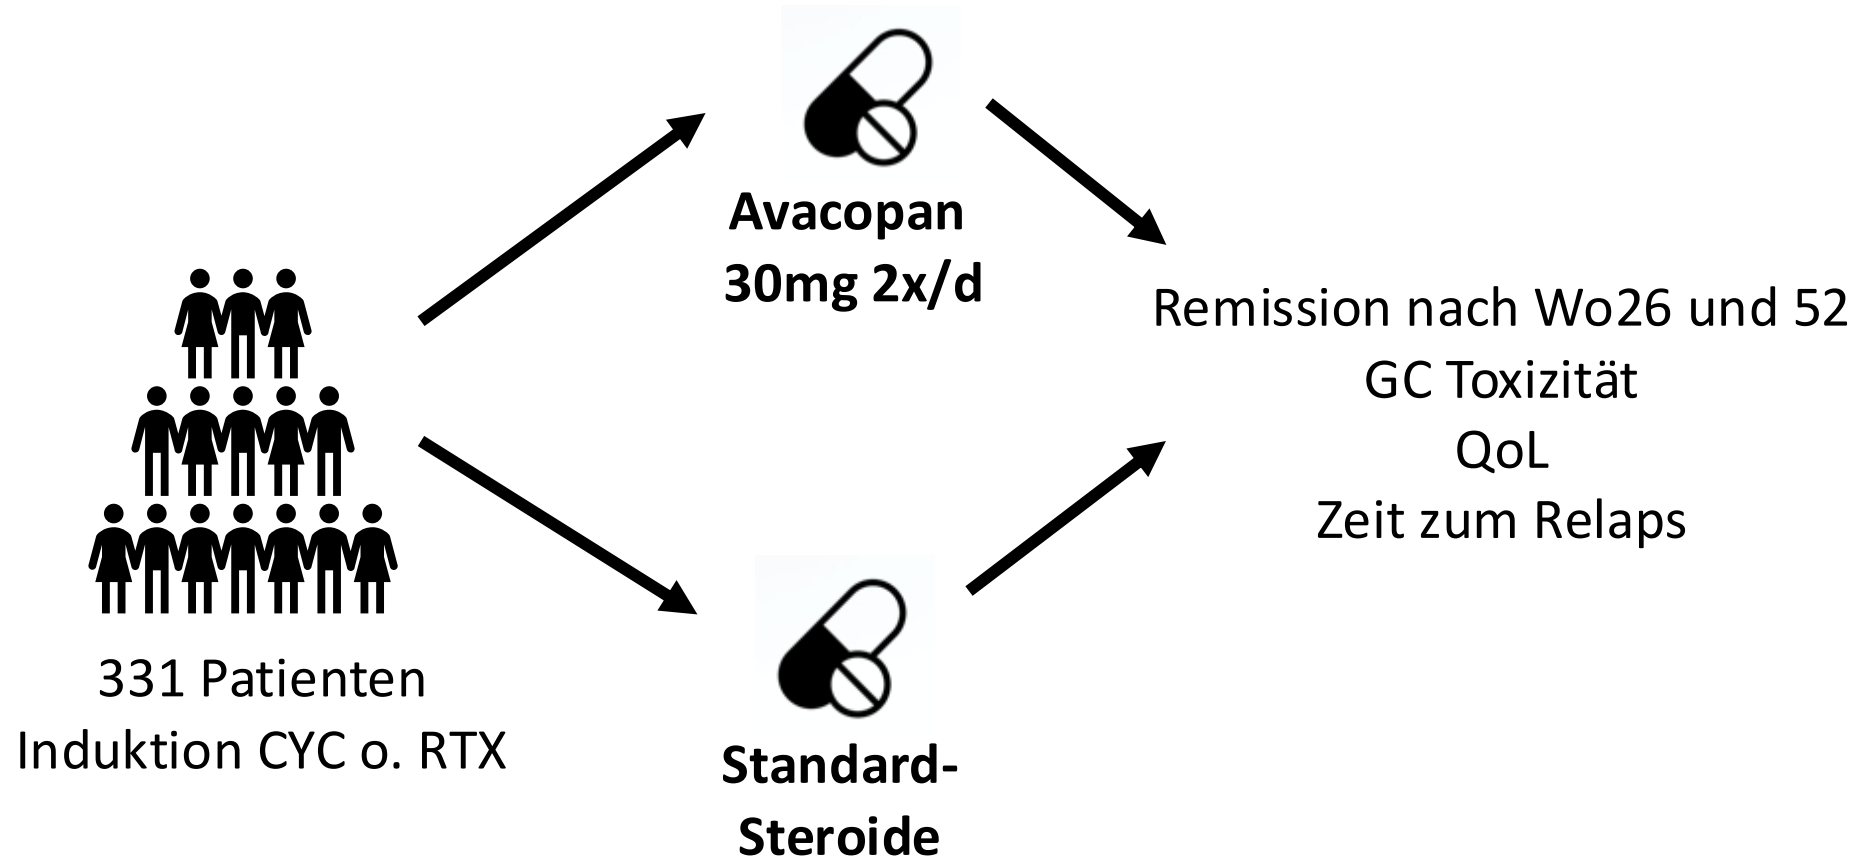 331 Patienten
Induktion CYC o. RTX
Avacopan
30mg 2x/d
Standard-
Steroide
Remission nach Wo26 und 52
GC Toxizität
QoL
Zeit zum Relaps